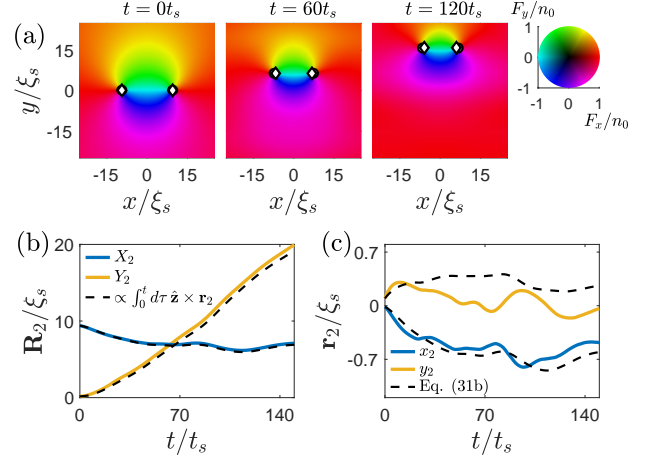 t = 0t_s
t = 60t_s
t = 120t_s
(a)
F_y/n_0
15
0
-15
y/ξ_s
-15 0 15
-15 0 15
-15 0 15
x/ξ_s
x/ξ_s
x/ξ_s
1
0
-1
-1 0 1
F_x/n_0
(b)
20
10
0
R_2/ξ_s
X_2
Y_2
∝ ∫_0^t dτ ẑ × r_2
0 70 140
t/t_s
(c)
0.7
0
-0.7
r_2/ξ_s
x_2
y_2
Eq. (31b)
0 70 140
t/t_s